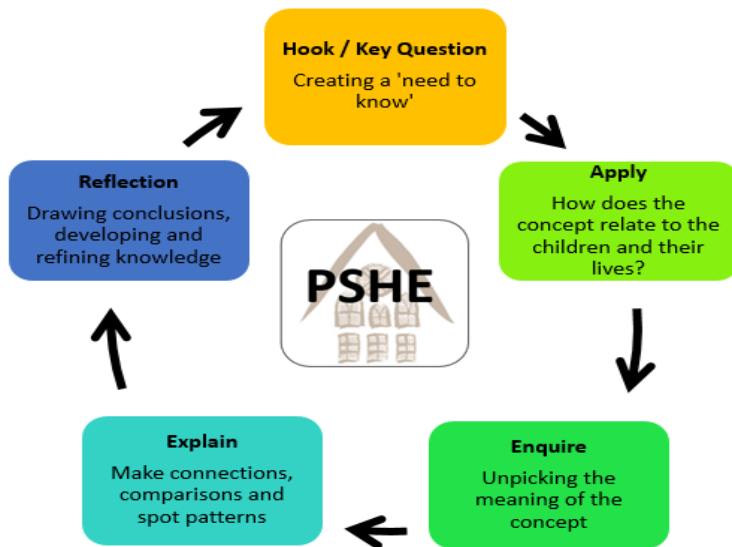 Hook / Key Question
Creating a 'need to
know'
Apply
How does the
concept relate to the
children and their
lives?
Enquire
Unpicking the
meaning of the
concept
Explain
Make connections,
comparisons and
spot patterns
Reflection
Drawing conclusions,
developing and
refining knowledge
PSHE